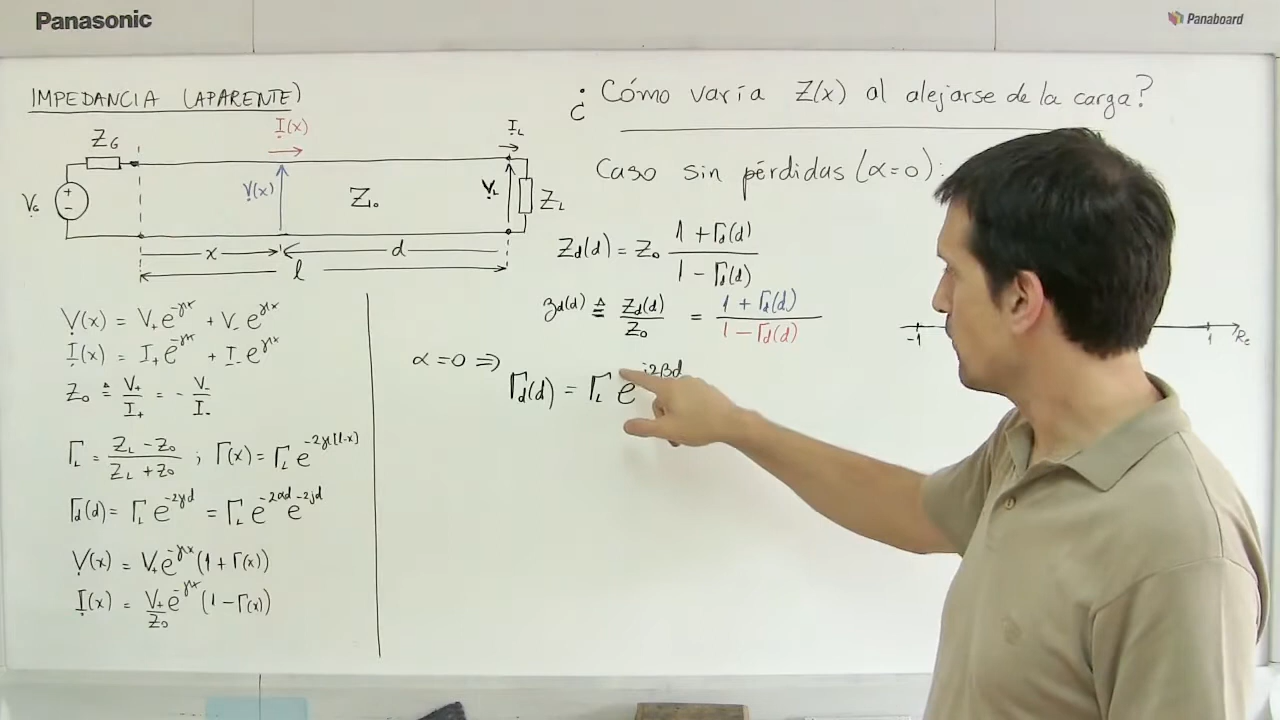 Panasonic
Panaboard
IMPEDANCIA (APARENTE)
Z_G
I(x)
I_L
V_G
V(x)
Z_0
V_L
Z_L
x
d
l
V(x) = V_+ e^{-γx} + V_- e^{γx}
I(x) = I_+ e^{-γx} + I_- e^{γx}
Z_0 ≜ V_+/I_+ = - V_-/I_-
Γ_L = (Z_L - Z_0)/(Z_L + Z_0) ; Γ(x) = Γ_L e^{-2γ(l-x)}
Γ_d(d) = Γ_L e^{-2γd} = Γ_L e^{-2αd} e^{-2jd}
V(x) = V_+ e^{-γx} (1 + Γ(x))
I(x) = V_+/Z_0 e^{-γx} (1 - Γ(x))
¿Cómo varía Z(x) al alejarse de la carga?
Caso sin pérdidas (α=0):
Z_d(d) = Z_0 (1 + Γ_d(d))/(1 - Γ_d(d))
z_d(d) ≜ Z_d(d)/Z_0 = (1 + Γ_d(d))/(1 - Γ_d(d))
α = 0 ⇒
Γ_d(d) = Γ_L e^{j2βd}
-1
1
Re